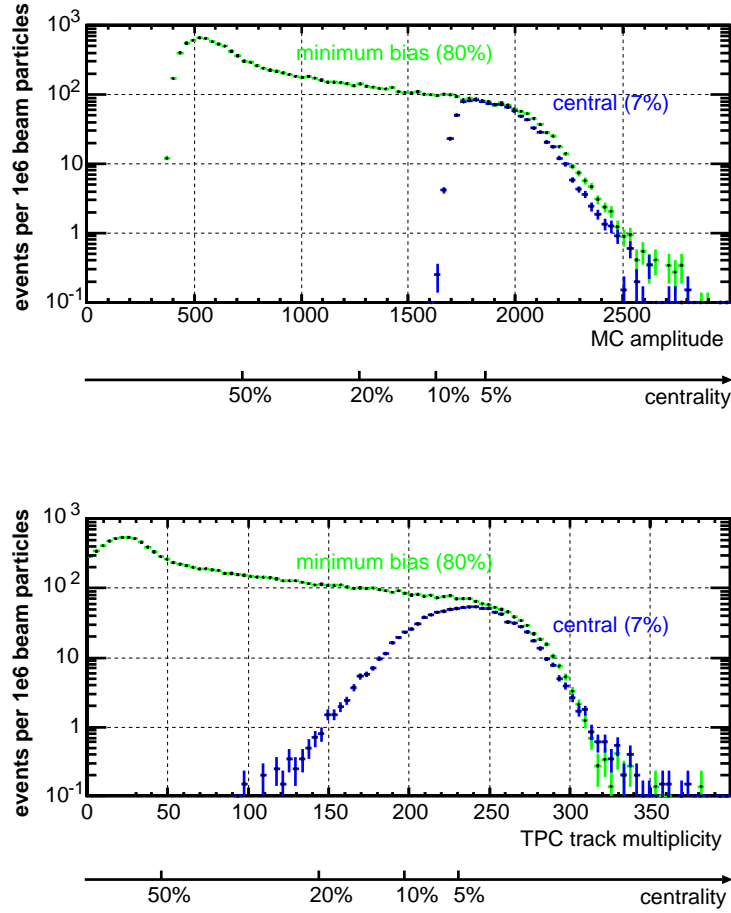 events per 1e6 beam particles
10³
10²
10
1
10⁻¹
minimum bias (80%)
central (7%)
0 500 1000 1500 2000 2500
MC amplitude
50% 20% 10% 5% centrality
events per 1e6 beam particles
10³
10²
10
1
10⁻¹
minimum bias (80%)
central (7%)
0 50 100 150 200 250 300 350
TPC track multiplicity
50% 20% 10% 5% centrality